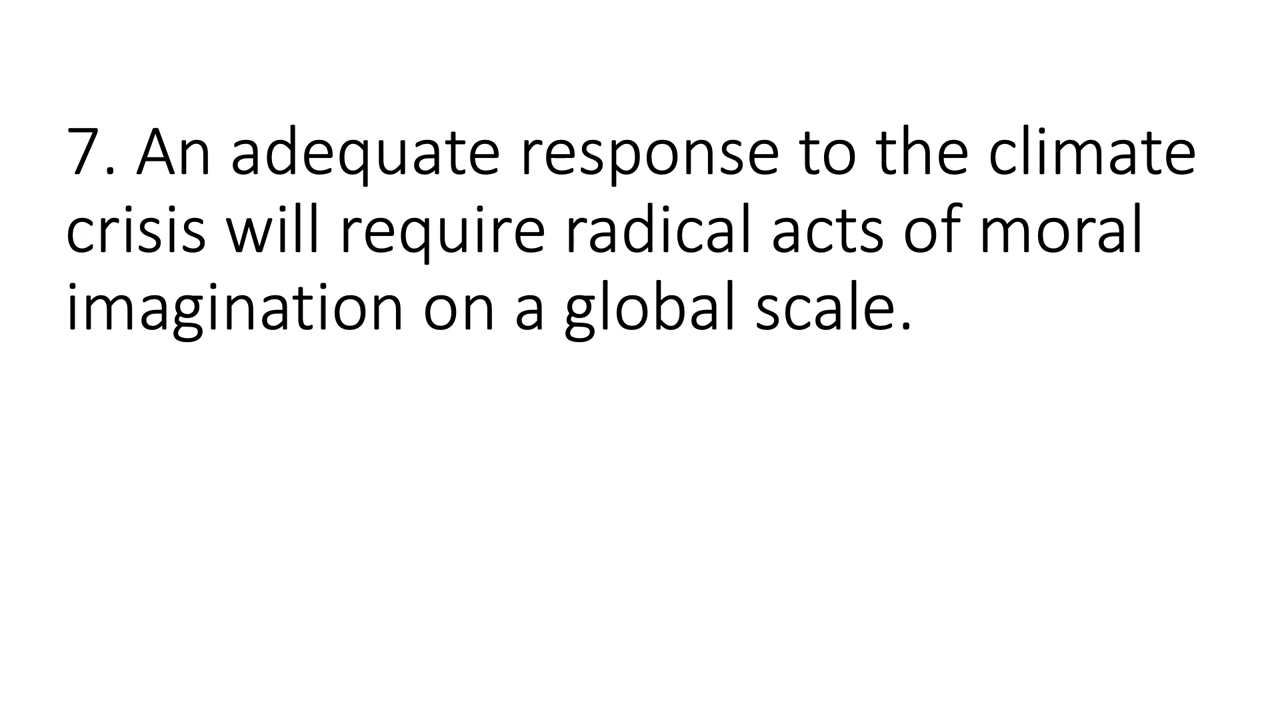 7. An adequate response to the climate
crisis will require radical acts of moral
imagination on a global scale.